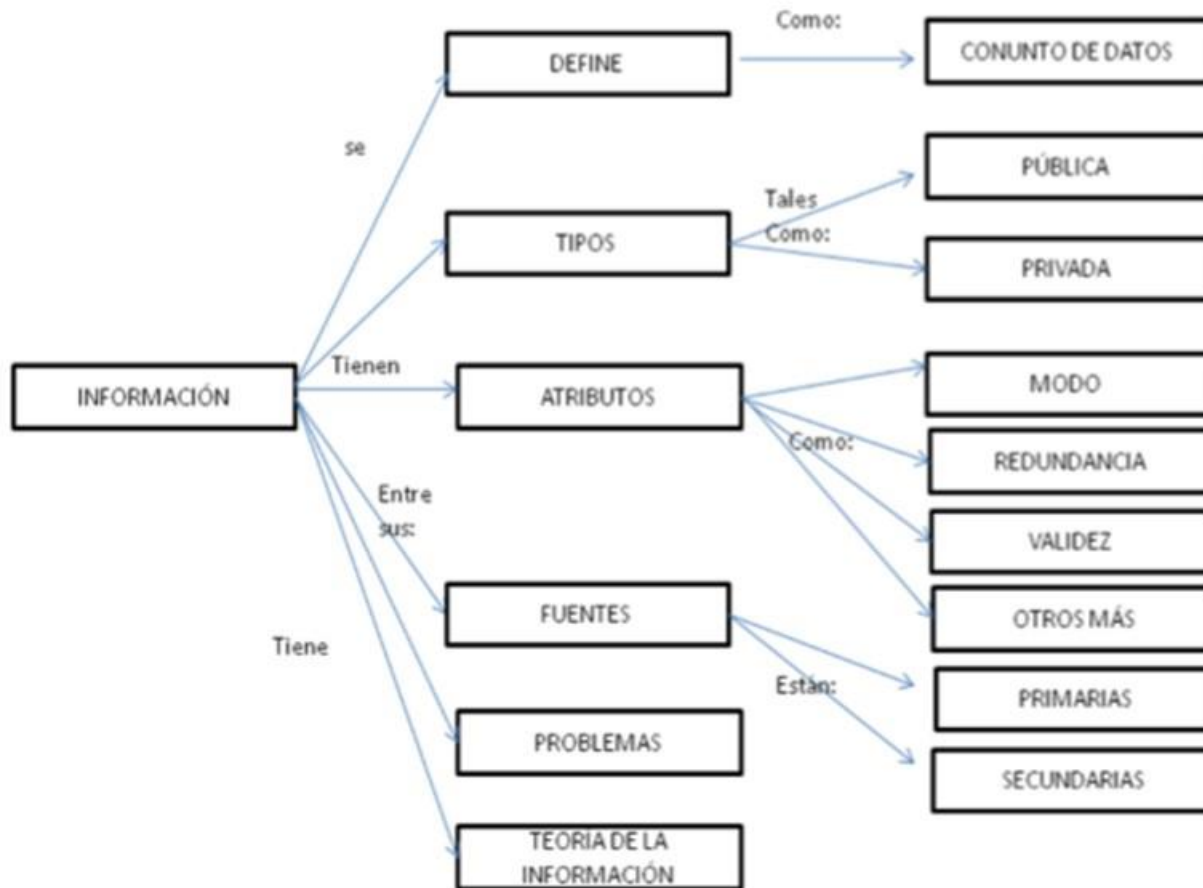 Como:
DEFINE
CONUNTO DE DATOS
se
PÚBLICA
Tales
Como:
TIPOS
PRIVADA
Tienen
INFORMACIÓN
ATRIBUTOS
MODO
Como:
REDUNDANCIA
Entre
sus:
VALIDEZ
FUENTES
OTROS MÁS
Tiene
Están:
PRIMARIAS
PROBLEMAS
SECUNDARIAS
TEORÍA DE LA
INFORMACIÓN